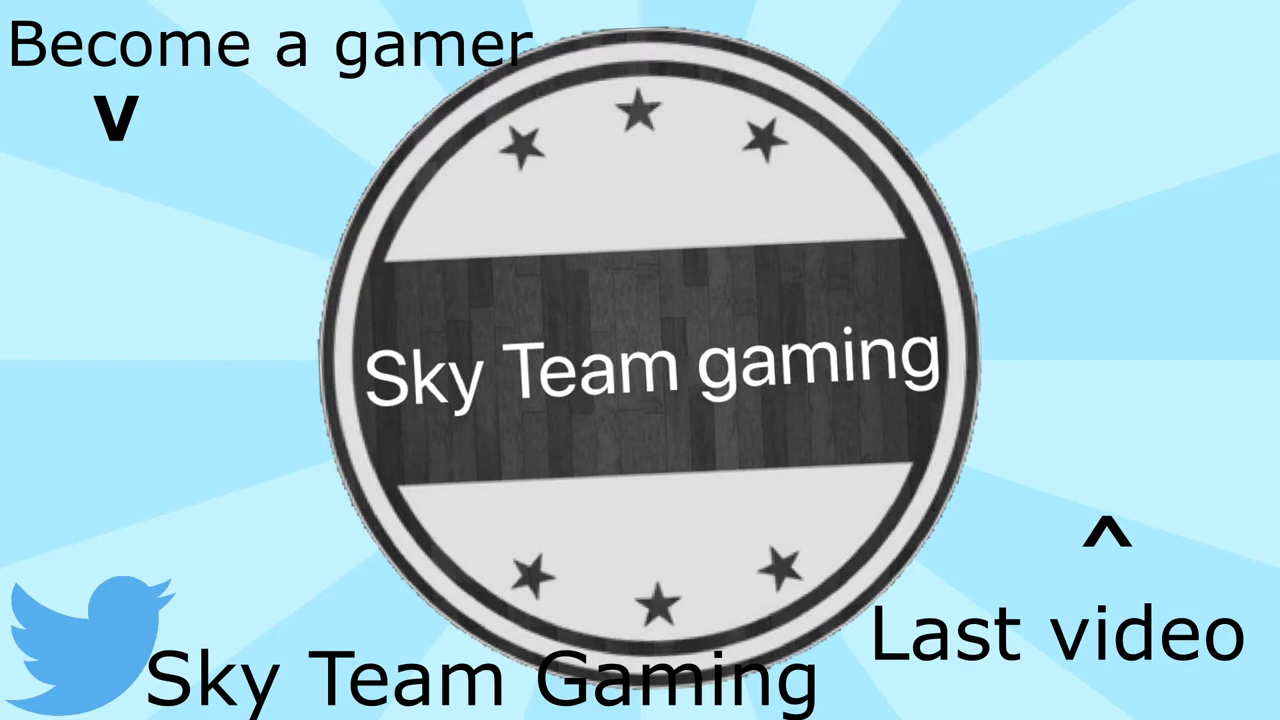 Become a gamer
v
Sky Team gaming
^
Last video
Sky Team Gaming